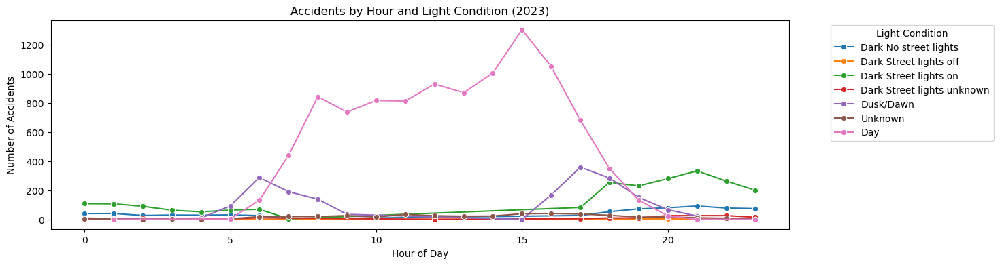 Accidents by Hour and Light Condition (2023)
Number of Accidents
1200
1000
800
600
400
200
0
0
5
10
15
20
Hour of Day
Light Condition
Dark No street lights
Dark Street lights off
Dark Street lights on
Dark Street lights unknown
Dusk/Dawn
Unknown
Day